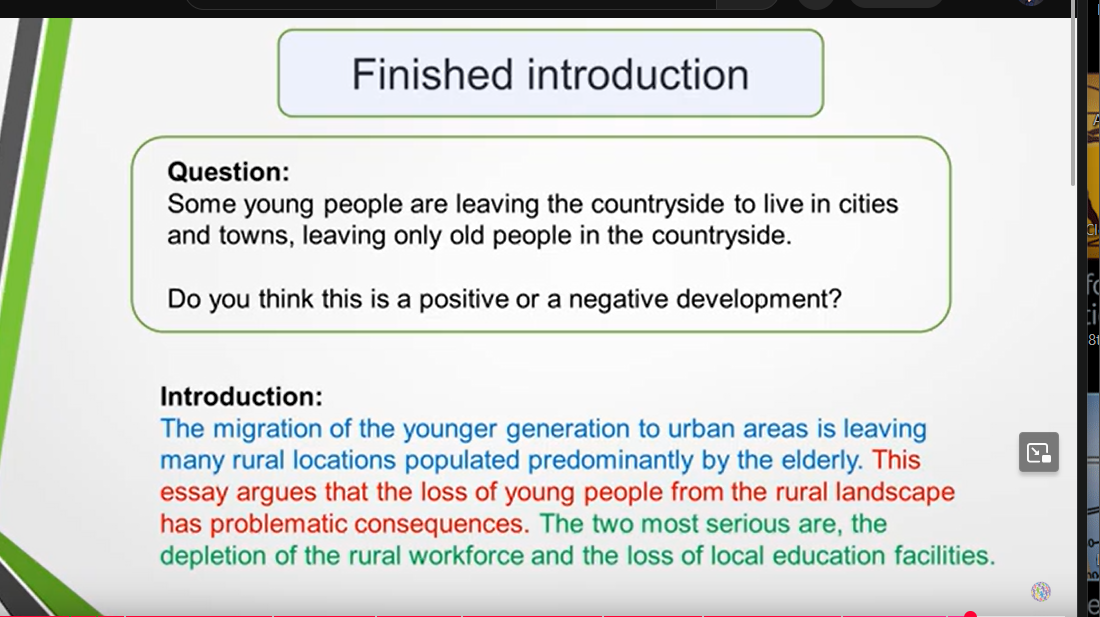 Finished introduction
Question:
Some young people are leaving the countryside to live in cities
and towns, leaving only old people in the countryside.
Do you think this is a positive or a negative development?
Introduction:
The migration of the younger generation to urban areas is leaving
many rural locations populated predominantly by the elderly. This
essay argues that the loss of young people from the rural landscape
has problematic consequences. The two most serious are, the
depletion of the rural workforce and the loss of local education facilities.